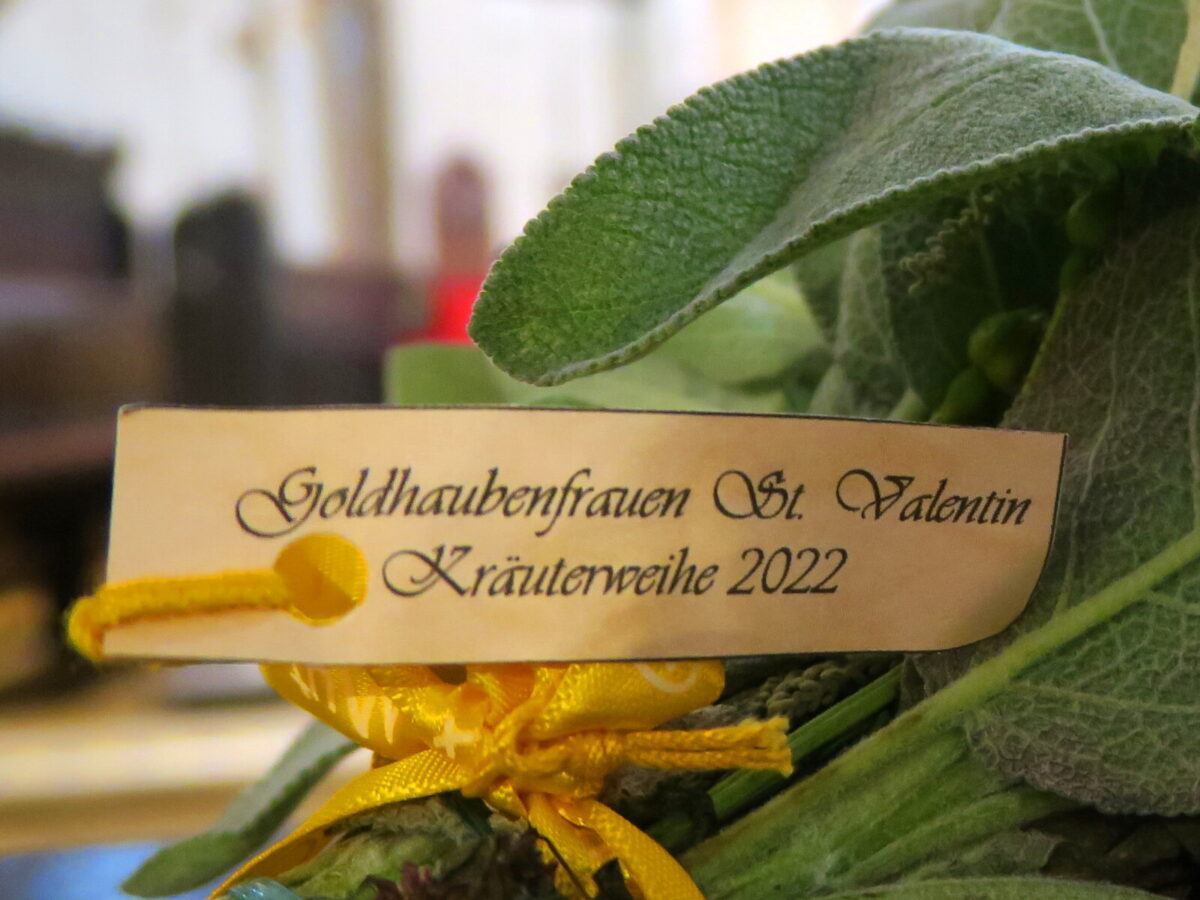 Goldhaubenfrauen St. Valentin
Kräuterweihe 2022